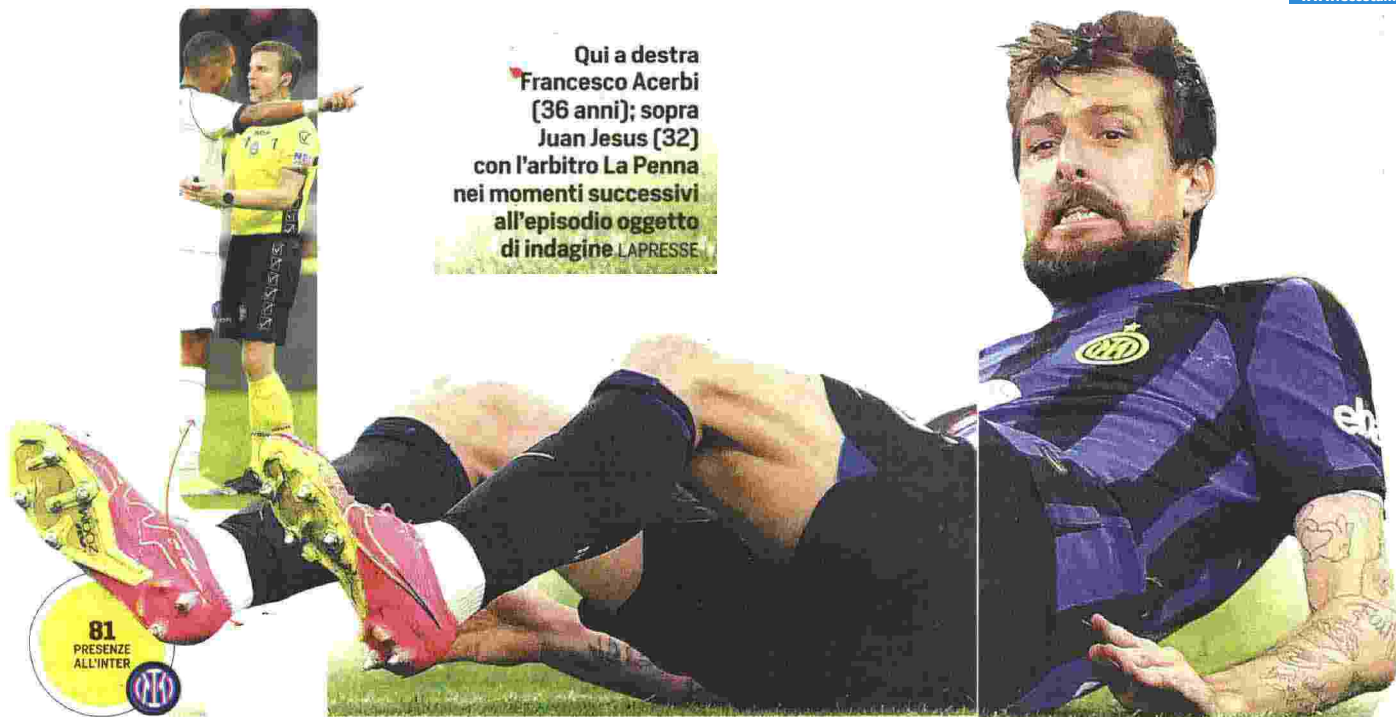 Qui a destra
Francesco Acerbi
(36 anni); sopra
Juan Jesus (32)
con l'arbitro La Penna
nei momenti successivi
all'episodio oggetto
di indagine LAPRESSE
81
PRESENZE
ALL'INTER